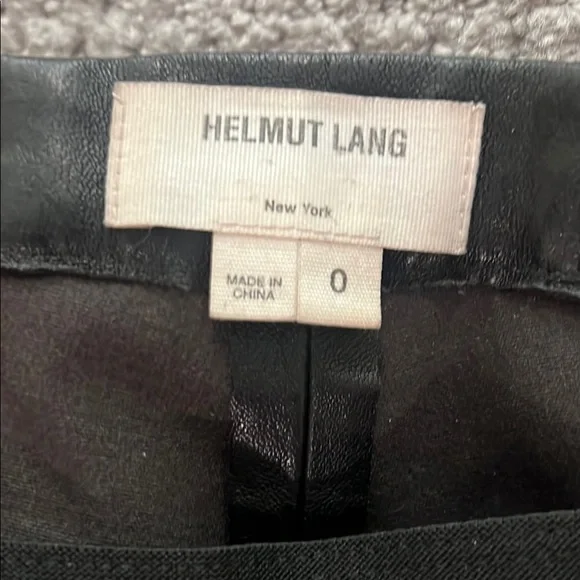 HELMUT LANG
New York
MADE IN
CHINA
0